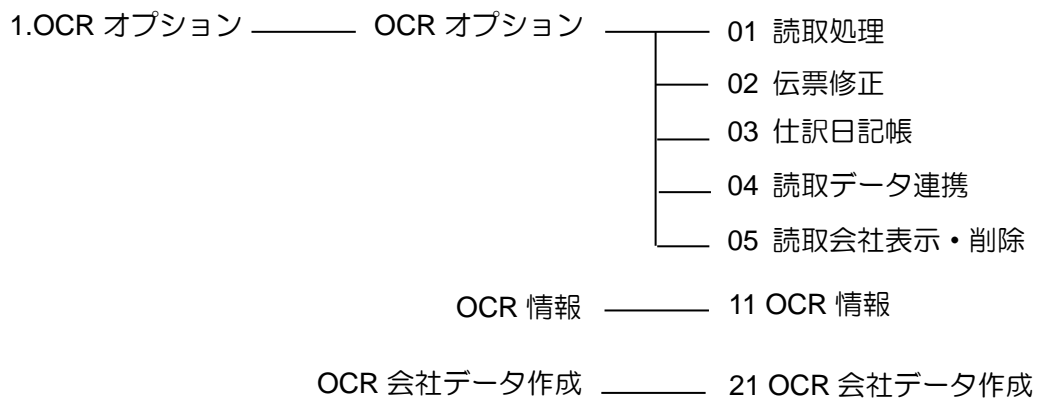 1.OCR オプション OCR オプション 01 読取処理
02 伝票修正
03 仕訳日記帳
04 読取データ連携
05 読取会社表示・削除
OCR 情報 11 OCR 情報
OCR 会社データ作成 21 OCR 会社データ作成